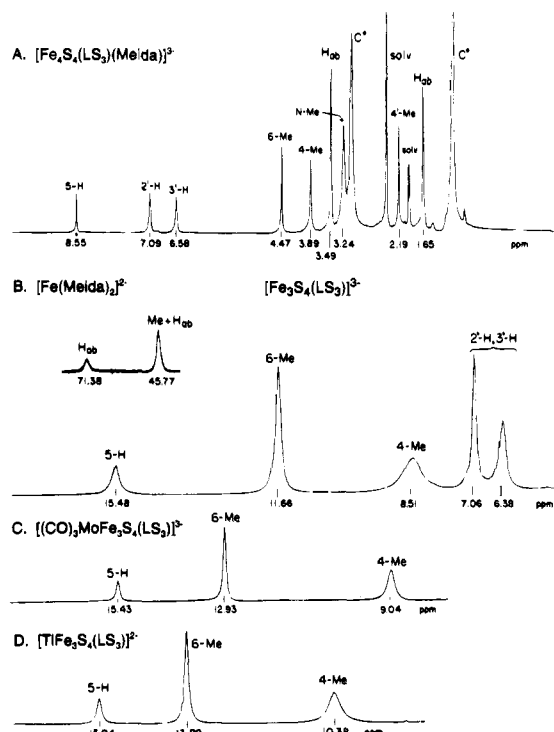 A. [Fe4S4(LS3)(Meida)]3-
Hab
C+
solv
Hab
C+
N-Me
4'-Me
6-Me
4-Me
solv
5-H
2'-H
3'-H
8.55
7.09
6.58
4.47
3.89
3.49
3.24
2.19
1.65
ppm
B. [Fe(Meida)2]2-
[Fe3S4(LS3)]3-
Hab
Me+Hab
71.38
45.77
2'-H, 3'-H
6-Me
5-H
4-Me
15.48
11.66
8.51
7.06
6.38
ppm
C. [(CO)3MoFe3S4(LS3)]3-
6-Me
5-H
4-Me
15.43
12.93
9.04
ppm
D. [TlFe3S4(LS3)]2-
6-Me
5-H
4-Me